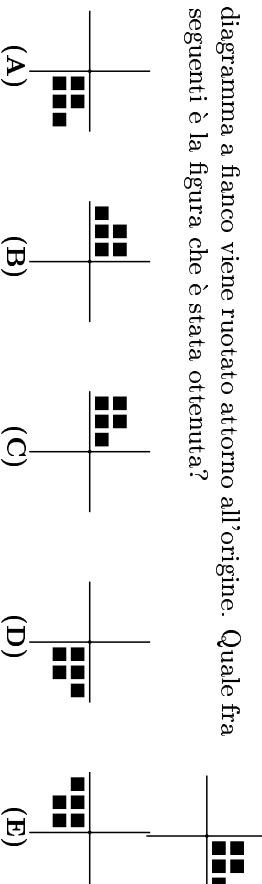 diagramma a fianco viene ruotato attorno all'origine. Quale fra
seguenti è la figura che è stata ottenuta?
(A) (B) (C) (D) (E)